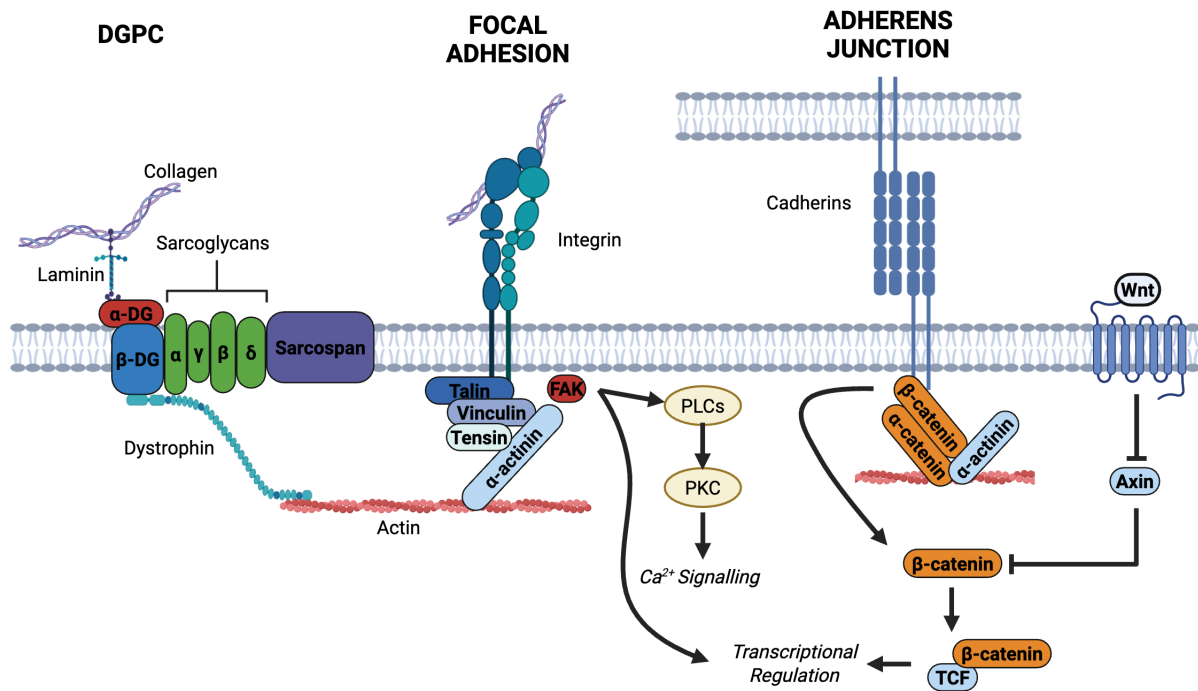 DGPC
FOCAL
ADHESION
ADHERENS
JUNCTION
Collagen
Laminin
Sarcoglycans
α-DG
β-DG
α
γ
β
δ
Sarcospan
Dystrophin
Actin
Integrin
Talin
Vinculin
Tensin
α-actinin
FAK
PLCs
PKC
Ca²⁺ Signalling
Cadherins
β-catenin
α-catenin
α-actinin
Wnt
Axin
β-catenin
β-catenin
TCF
Transcriptional
Regulation